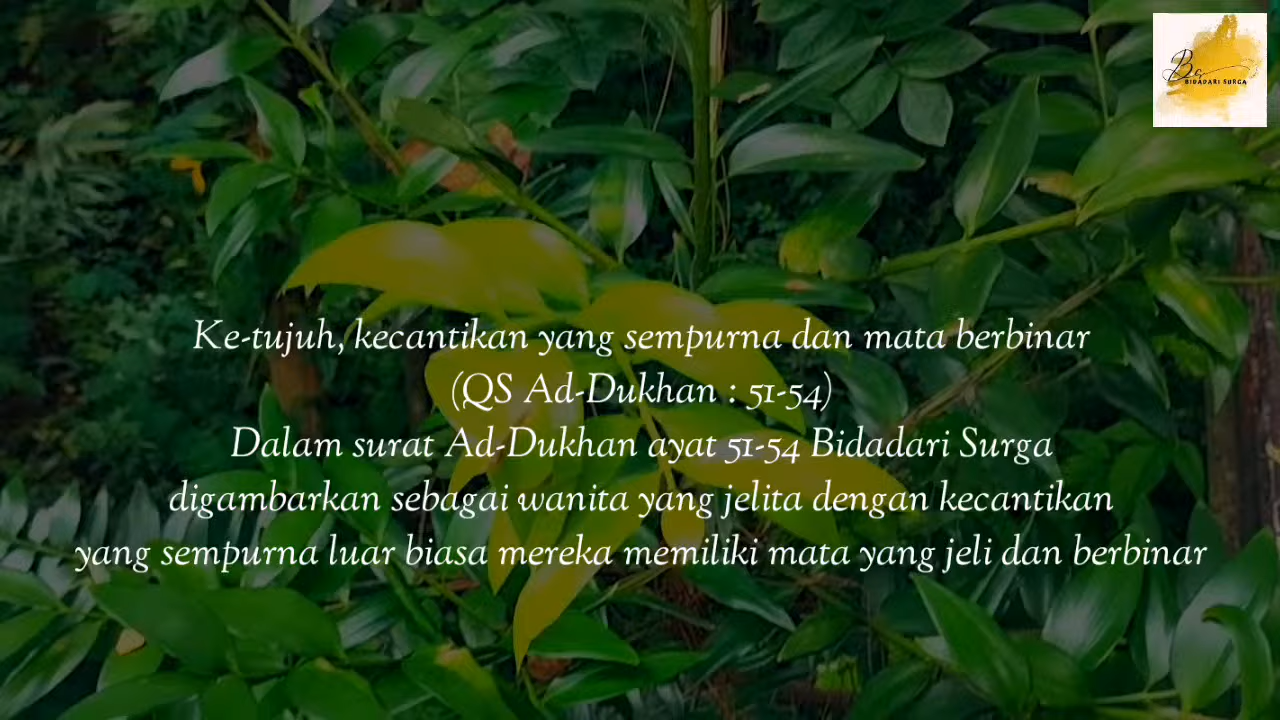 Bs
BIDADARI SURGA
Ke-tujuh, kecantikan yang sempurna dan mata berbinar
(QS Ad-Dukhan : 51-54)
Dalam surat Ad-Dukhan ayat 51-54 Bidadari Surga
digambarkan sebagai wanita yang jelita dengan kecantikan
yang sempurna luar biasa mereka memiliki mata yang jeli dan berbinar